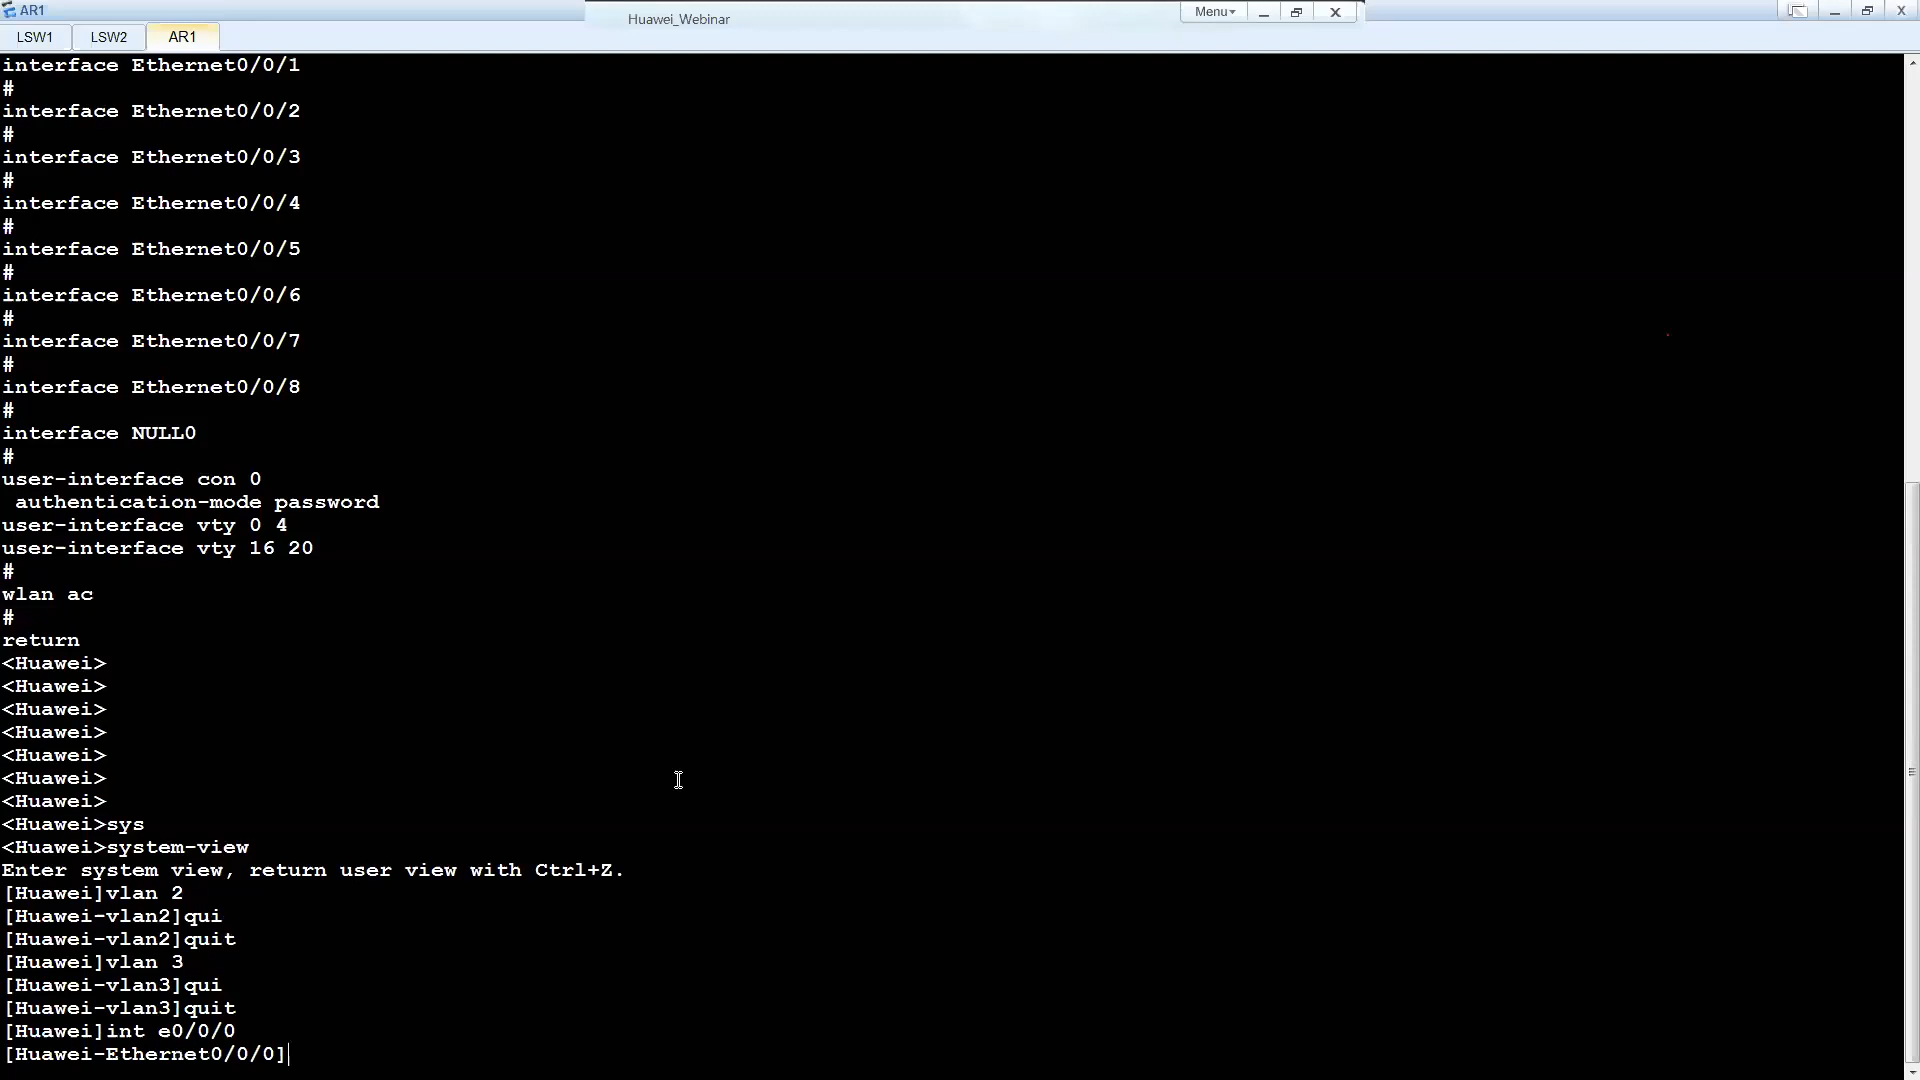 AR1
Huawei_Webinar
Menu
LSW1
LSW2
AR1
interface Ethernet0/0/1
#
interface Ethernet0/0/2
#
interface Ethernet0/0/3
#
interface Ethernet0/0/4
#
interface Ethernet0/0/5
#
interface Ethernet0/0/6
#
interface Ethernet0/0/7
#
interface Ethernet0/0/8
#
interface NULL0
#
user-interface con 0
 authentication-mode password
user-interface vty 0 4
user-interface vty 16 20
#
wlan ac
#
return
<Huawei>
<Huawei>
<Huawei>
<Huawei>
<Huawei>
<Huawei>
<Huawei>
<Huawei>sys
<Huawei>system-view
Enter system view, return user view with Ctrl+Z.
[Huawei]vlan 2
[Huawei-vlan2]qui
[Huawei-vlan2]quit
[Huawei]vlan 3
[Huawei-vlan3]qui
[Huawei-vlan3]quit
[Huawei]int e0/0/0
[Huawei-Ethernet0/0/0]